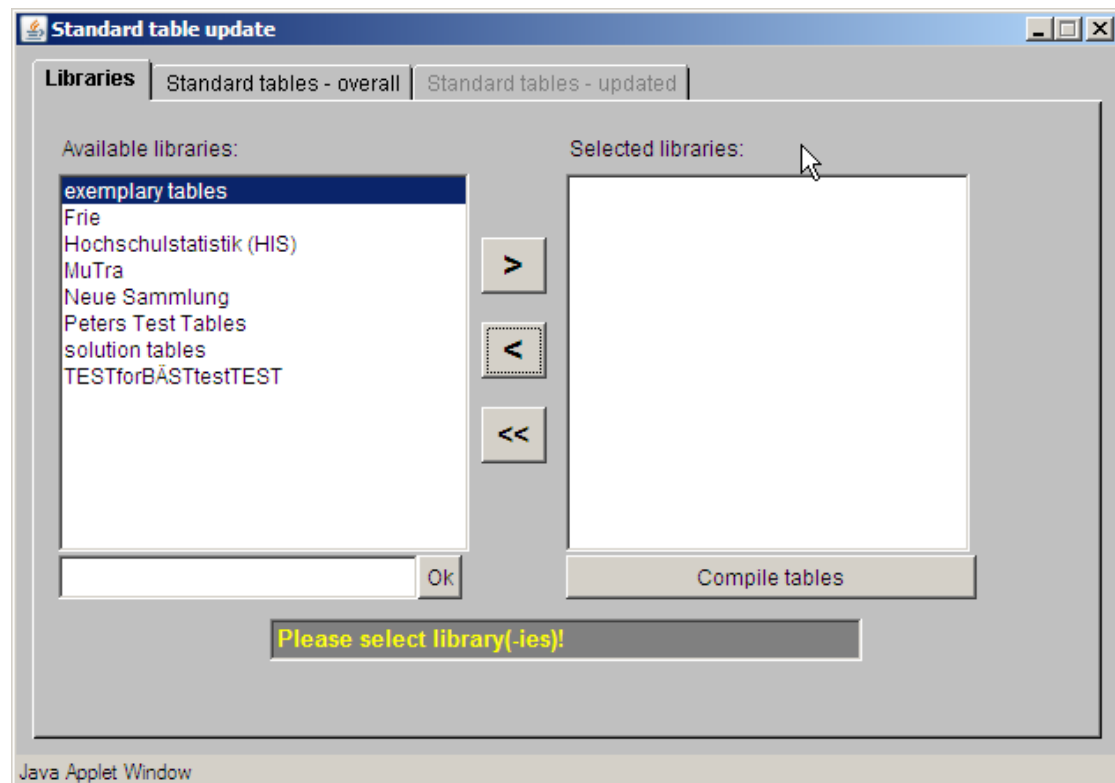 Standard table update
Libraries
Standard tables - overall
Standard tables - updated
Available libraries:
Selected libraries:
exemplary tables
Frie
Hochschulstatistik (HIS)
MuTra
Neue Sammlung
Peters Test Tables
solution tables
TESTforBÄSTtestTEST
>
<
<<
Ok
Compile tables
Please select library(-ies)!
Java Applet Window